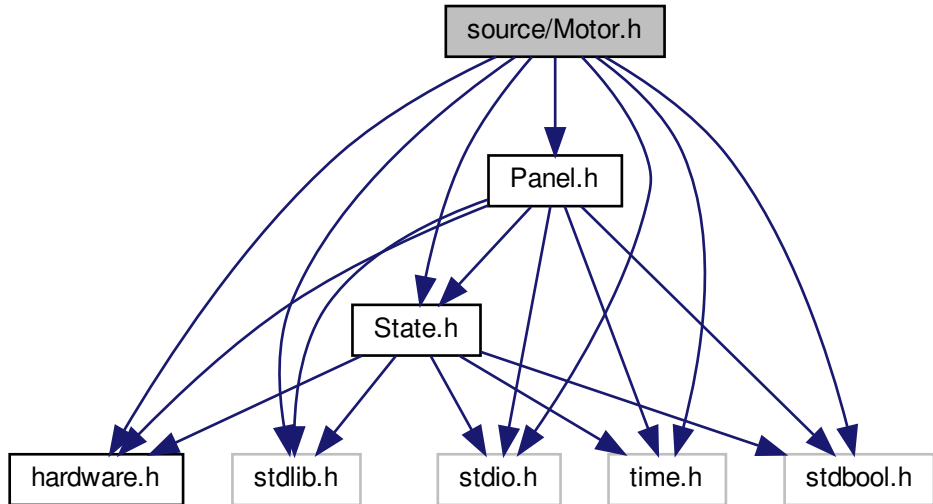 source/Motor.h
Panel.h
State.h
hardware.h
stdlib.h
stdio.h
time.h
stdbool.h